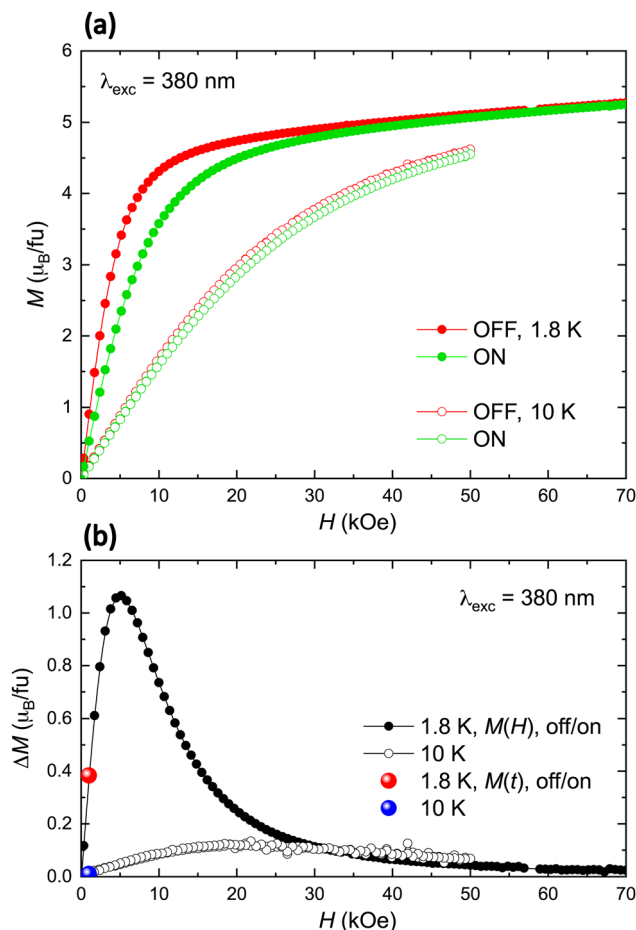 (a)
λexc = 380 nm
6
5
4
3
2
1
0
M (μB/fu)
OFF, 1.8 K
ON
OFF, 10 K
ON
0 10 20 30 40 50 60 70
H (kOe)
(b)
λexc = 380 nm
1.2
1.0
0.8
0.6
0.4
0.2
0.0
ΔM (μB/fu)
1.8 K, M(H), off/on
10 K
1.8 K, M(t), off/on
10 K
0 10 20 30 40 50 60 70
H (kOe)